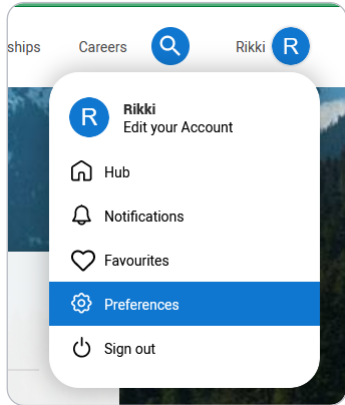 ships Careers Rikki R
R Rikki
Edit your Account
Hub
Notifications
Favourites
Preferences
Sign out